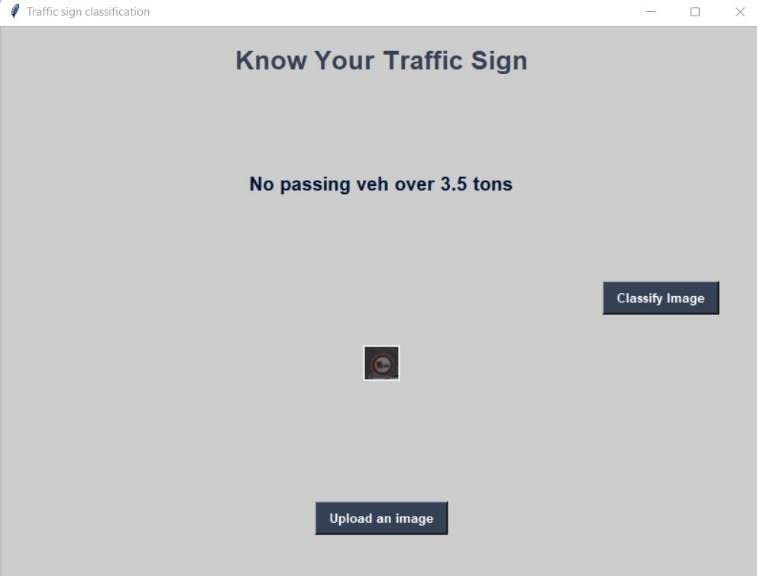 Traffic sign classification
Know Your Traffic Sign
No passing veh over 3.5 tons
Classify Image
Upload an image